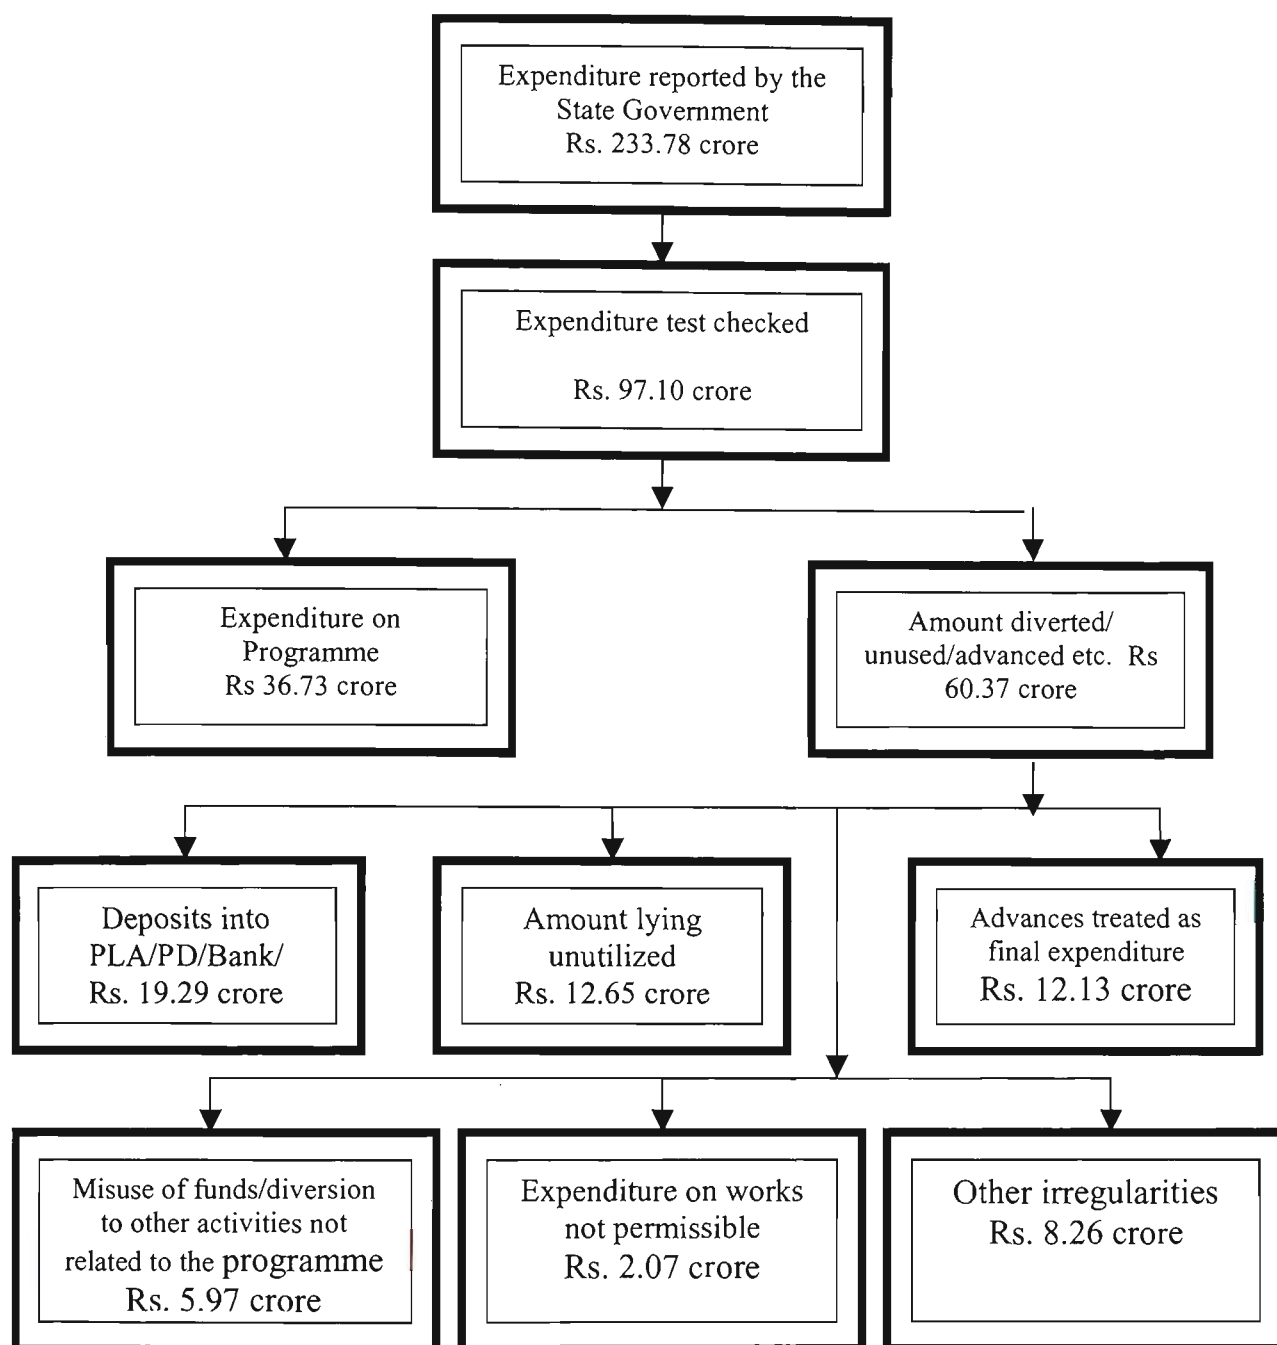 Expenditure reported by the
State Government
Rs. 233.78 crore
Expenditure test checked
Rs. 97.10 crore
Expenditure on
Programme
Rs 36.73 crore
Amount diverted/
unused/advanced etc. Rs
60.37 crore
Deposits into
PLA/PD/Bank/
Rs. 19.29 crore
Amount lying
unutilized
Rs. 12.65 crore
Advances treated as
final expenditure
Rs. 12.13 crore
Misuse of funds/diversion
to other activities not
related to the programme
Rs. 5.97 crore
Expenditure on works
not permissible
Rs. 2.07 crore
Other irregularities
Rs. 8.26 crore